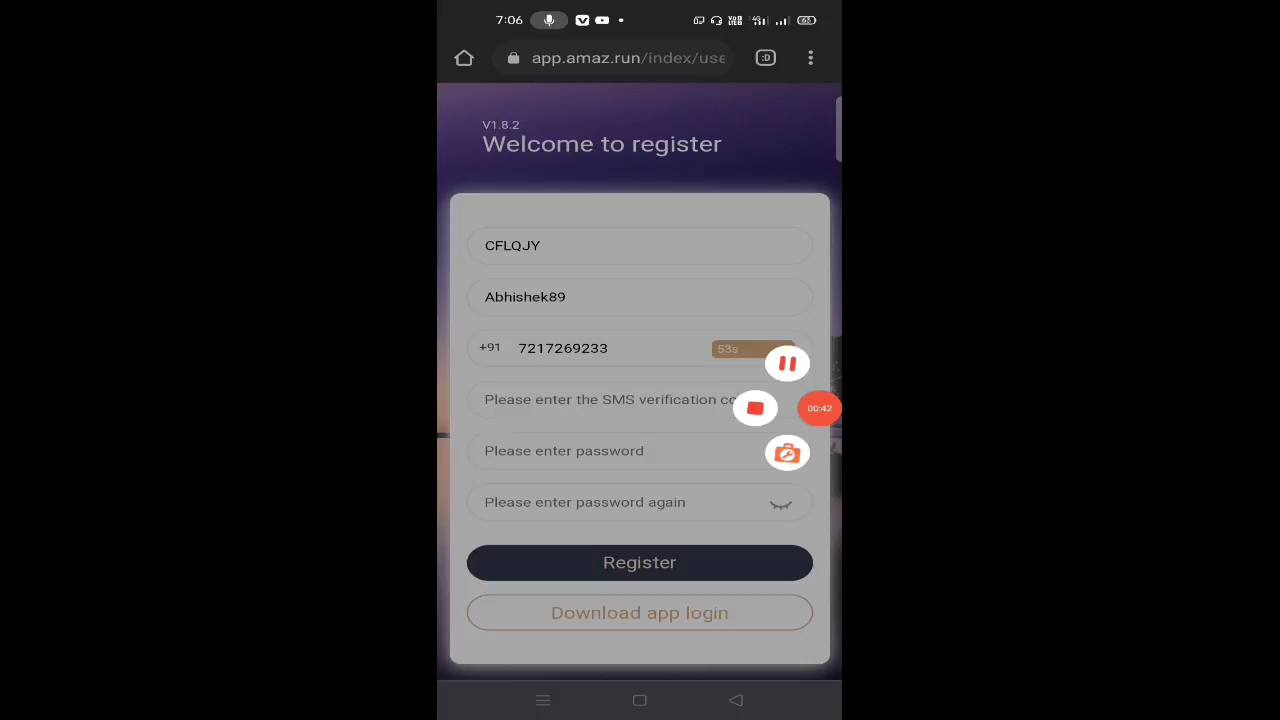 7:06
app.amaz.run/index/use
:D
V1.8.2
Welcome to register
CFLQJY
Abhishek89
+91 7217269233 53s
Please enter the SMS verification co
00:42
Please enter password
Please enter password again
Register
Download app login